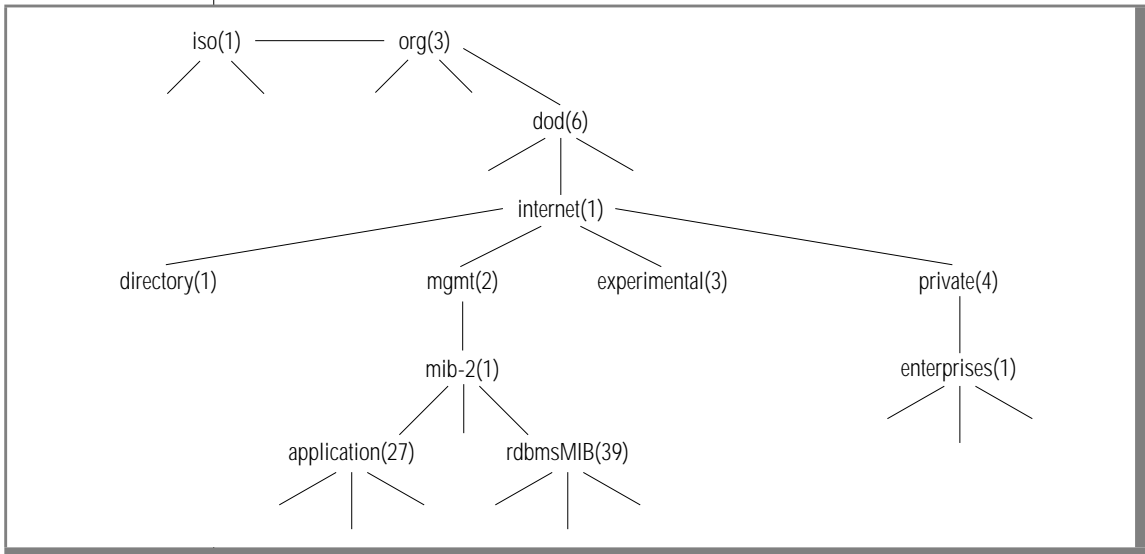 iso(1) org(3)
dod(6)
internet(1)
directory(1) mgmt(2) experimental(3) private(4)
mib-2(1) enterprises(1)
application(27) rdbmsMIB(39)